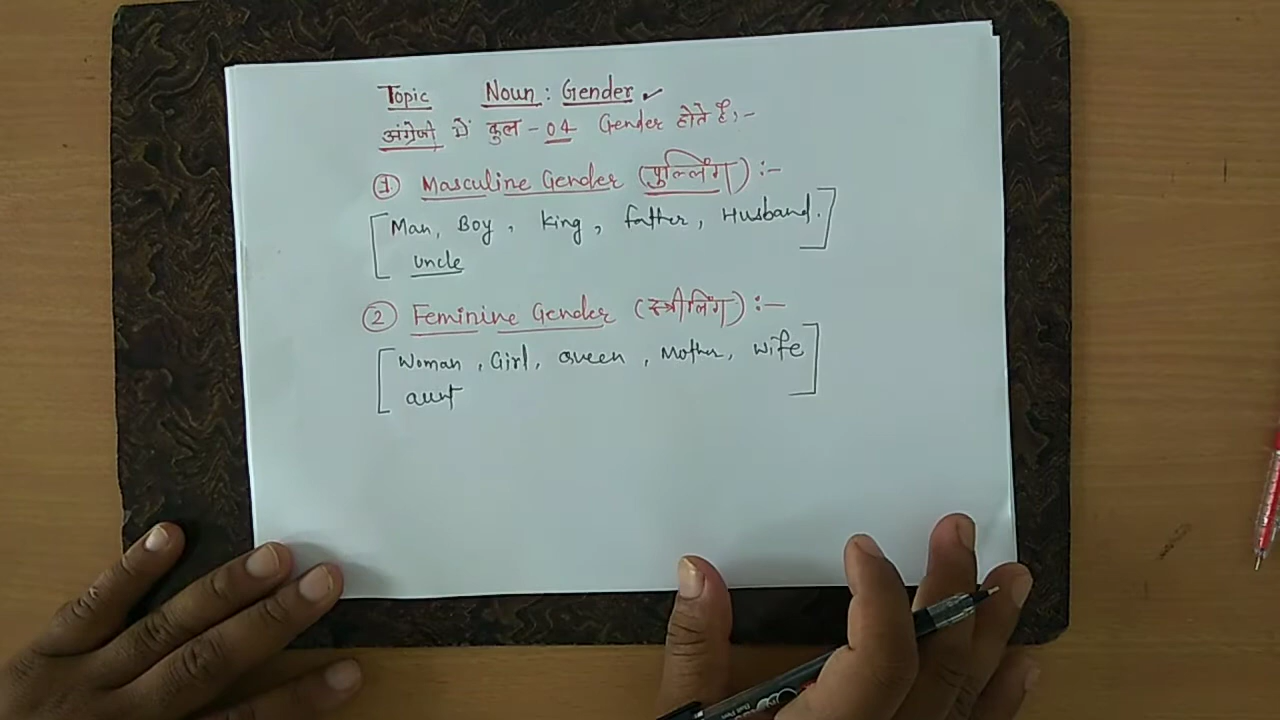 Topic Noun : Gender ✓
अंग्रेजी में कुल - 04 Gender होते है :-
① Masculine Gender (पुल्लिंग) :-
[Man, Boy, King, Father, Husband.
Uncle]
② Feminine Gender (स्त्रीलिंग) :-
[Woman, Girl, Queen, Mother, Wife
aunt]